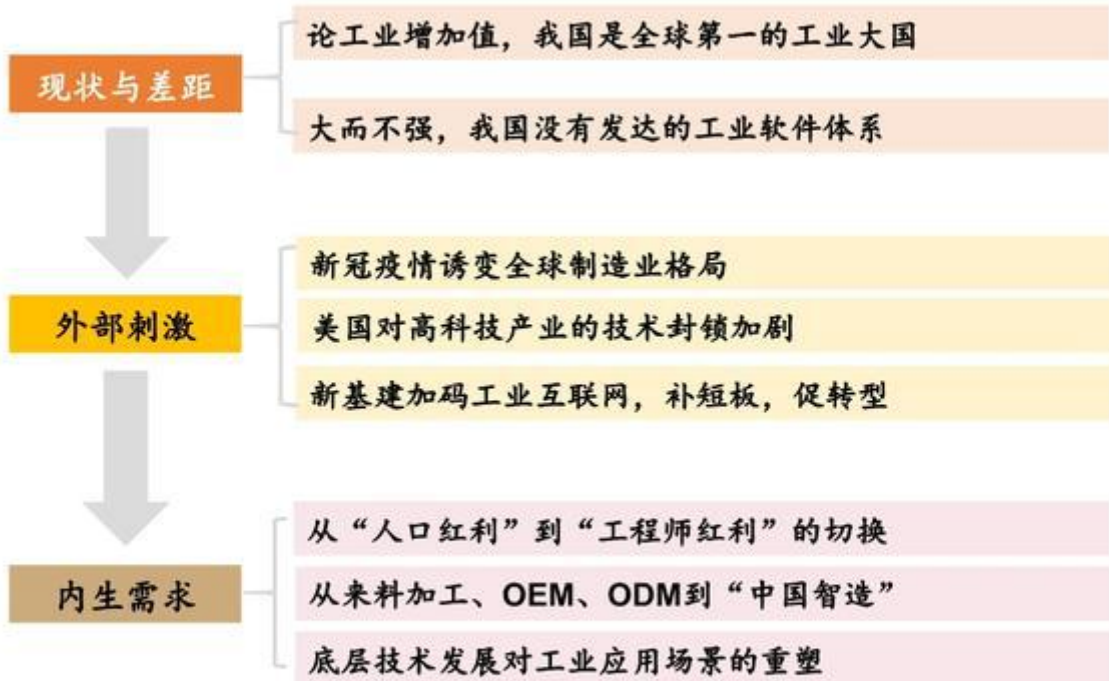 现状与差距
论工业增加值，我国是全球第一的工业大国
大而不强，我国没有发达的工业软件体系
外部刺激
新冠疫情诱变全球制造业格局
美国对高科技产业的技术封锁加剧
新基建加码工业互联网，补短板，促转型
内生需求
从“人口红利”到“工程师红利”的切换
从来料加工、OEM、ODM到“中国智造”
底层技术发展对工业应用场景的重塑